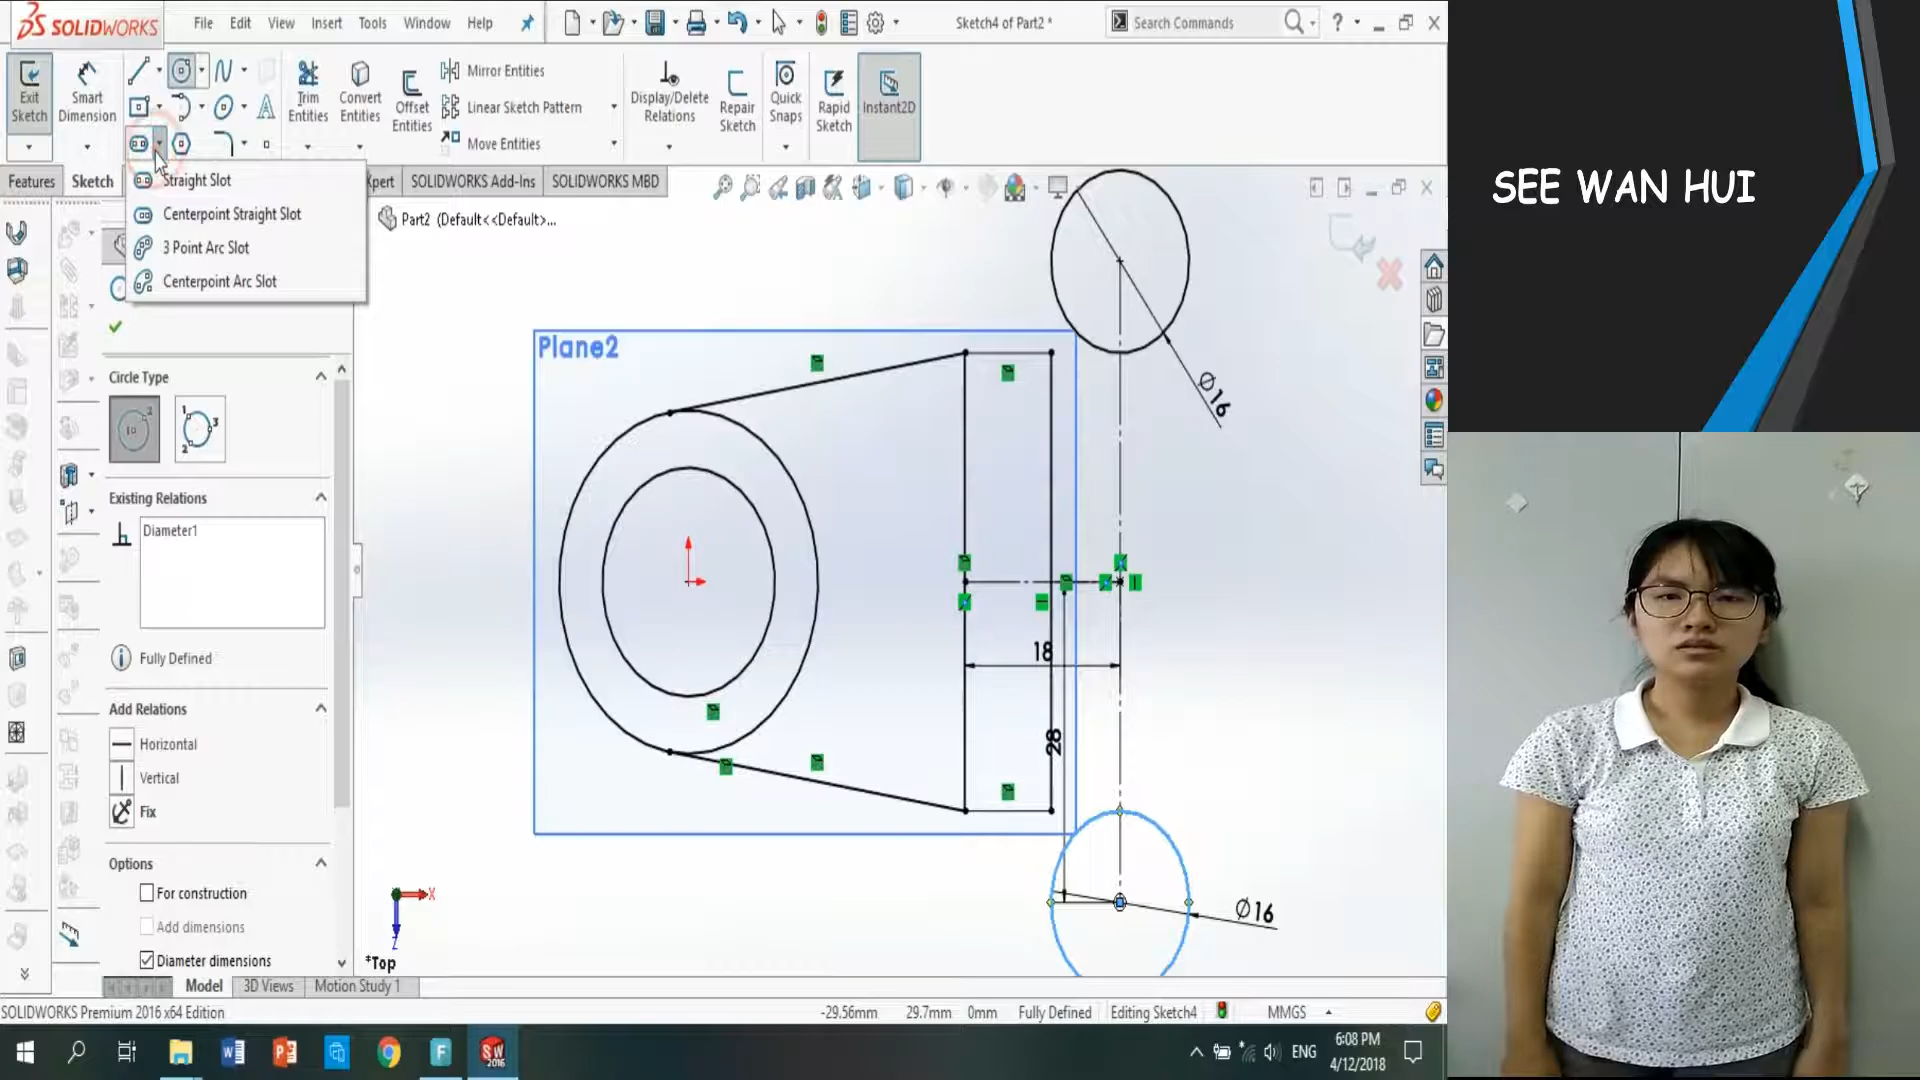 SOLIDWORKS
File Edit View Insert Tools Window Help
Sketch4 of Part2 *
Search Commands
Exit Sketch
Smart Dimension
Trim Entities
Convert Entities
Offset Entities
Mirror Entities
Linear Sketch Pattern
Move Entities
Display/Delete Relations
Repair Sketch
Quick Snaps
Rapid Sketch
Instant2D
Features
Sketch
xpert
SOLIDWORKS Add-Ins
SOLIDWORKS MBD
Straight Slot
Centerpoint Straight Slot
3 Point Arc Slot
Centerpoint Arc Slot
Part2 (Default<<Default>...
Circle Type
Existing Relations
Diameter1
Fully Defined
Add Relations
Horizontal
Vertical
Fix
Options
For construction
Add dimensions
Diameter dimensions
Plane2
∅16
18
28
∅16
X
Z
*Top
Model
3D Views
Motion Study 1
SOLIDWORKS Premium 2016 x64 Edition
-29.56mm 29.7mm 0mm Fully Defined Editing Sketch4 MMGS
ENG
6:08 PM
4/12/2018
SEE WAN HUI